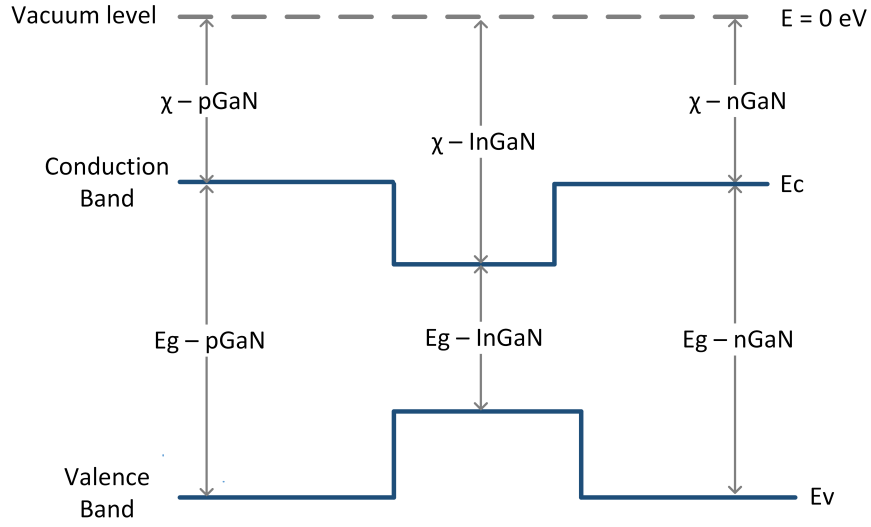 Vacuum level
E = 0 eV
χ – pGaN
χ – nGaN
χ – InGaN
Conduction
Band
Ec
Eg – pGaN
Eg – InGaN
Eg – nGaN
Valence
Band
Ev